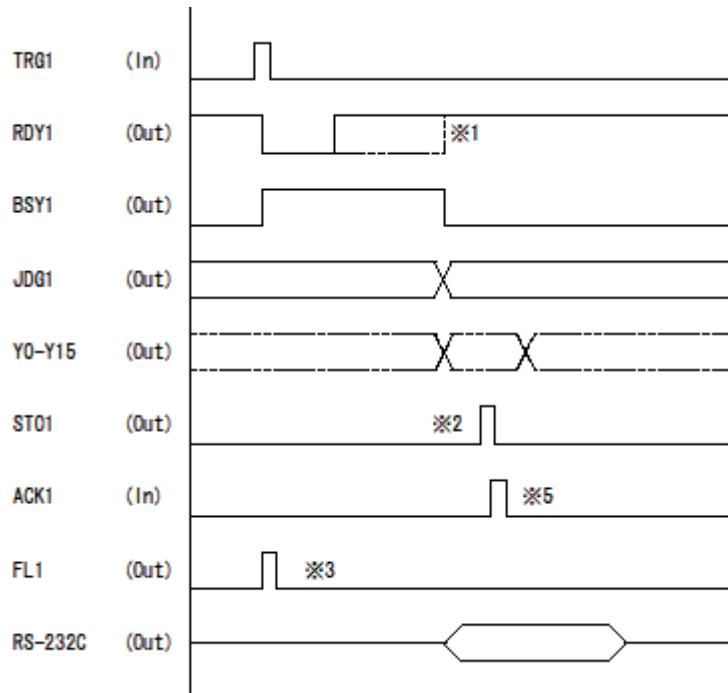 TRG1 (In)
RDY1 (Out) ※1
BSY1 (Out)
JDG1 (Out)
Y0-Y15 (Out)
STO1 (Out) ※2
ACK1 (In) ※5
FL1 (Out) ※3
RS-232C (Out)